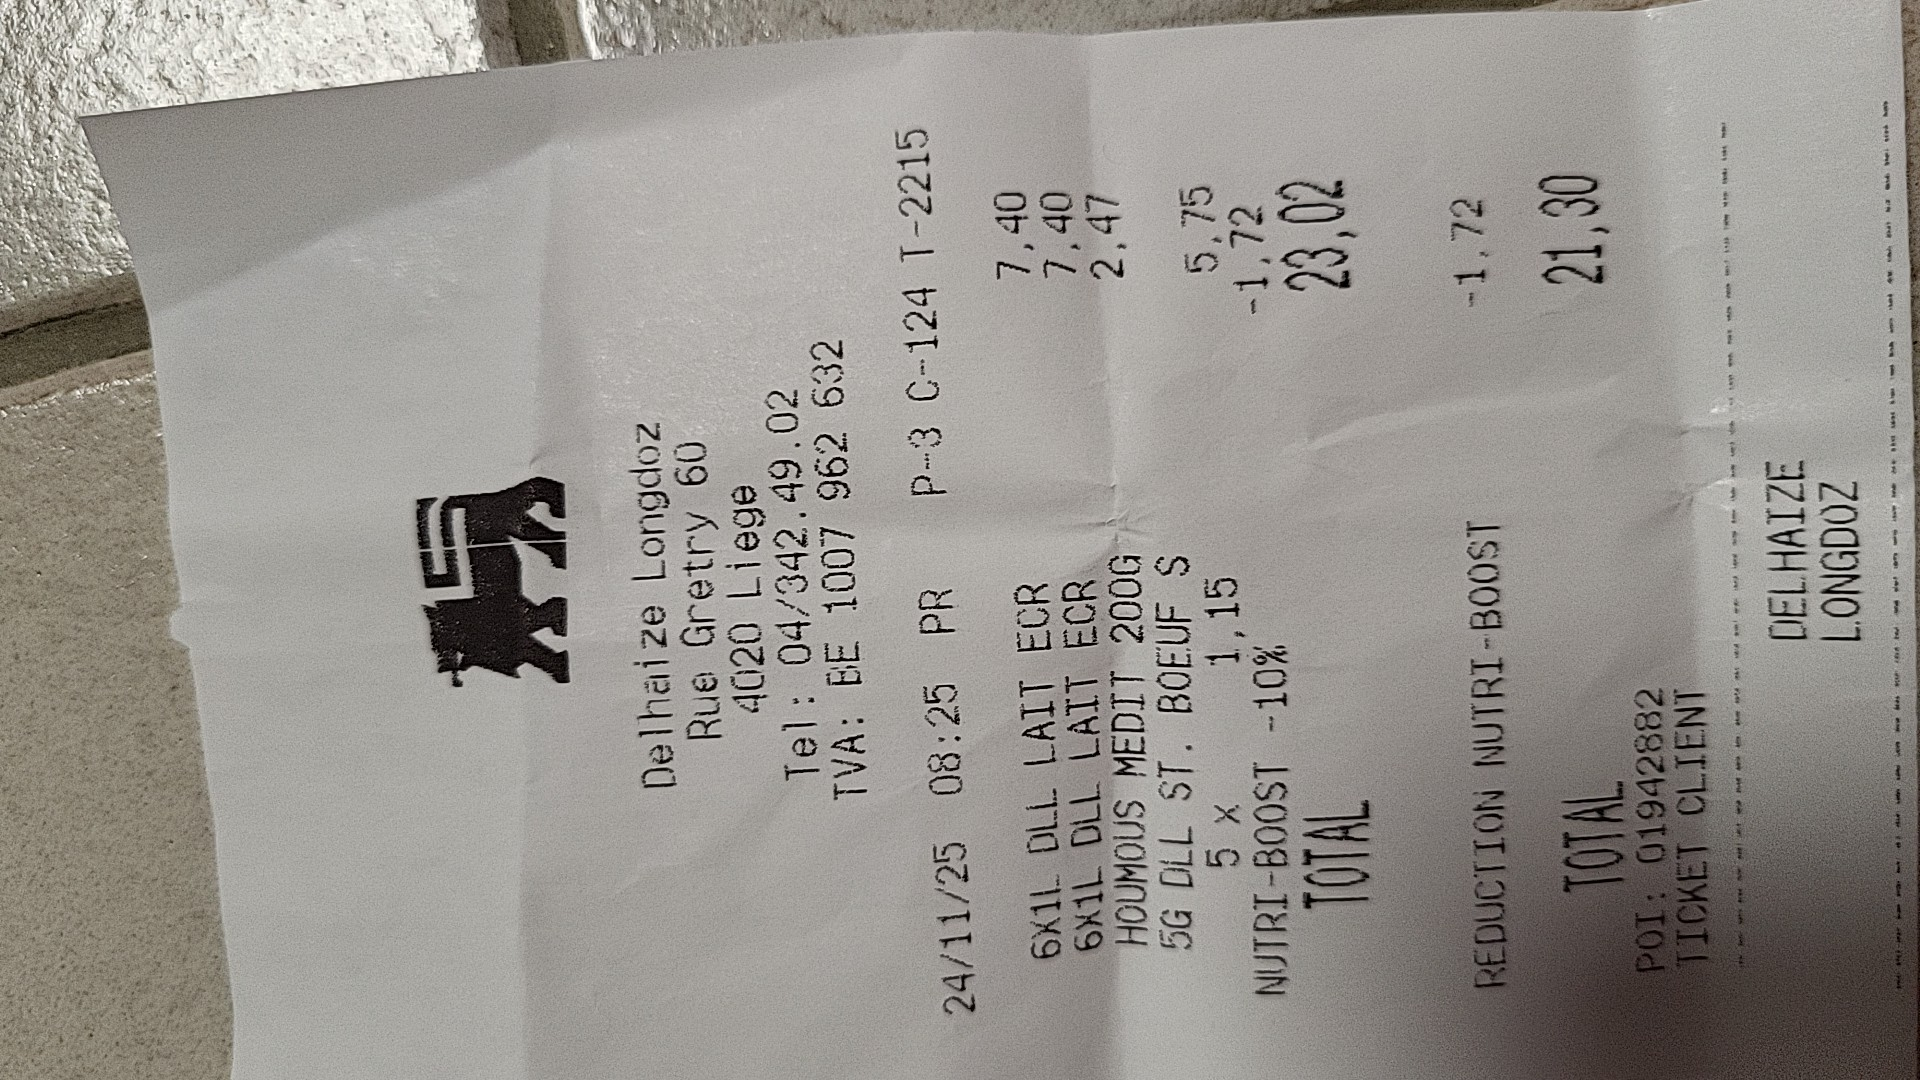 Delhaize Longdoz
Rue Gretry 60
4020 Liege
Tel: 04/342.49.02
TVA: BE 1007 962 632
24/11/25 08:25 PR P-3 C-124 T-2215
6X1L DLL LAIT ECR 7,40
6X1L DLL LAIT ECR 7,40
HOUMOUS MEDIT 200G 2,47
5G DLL ST. BOEUF S
5 X 1,15 5,75
NUTRI-BOOST -10% -1,72
TOTAL 23,02
REDUCTION NUTRI-BOOST -1,72
TOTAL 21,30
POI: 01942882
TICKET CLIENT
DELHAIZE
LONGDOZ